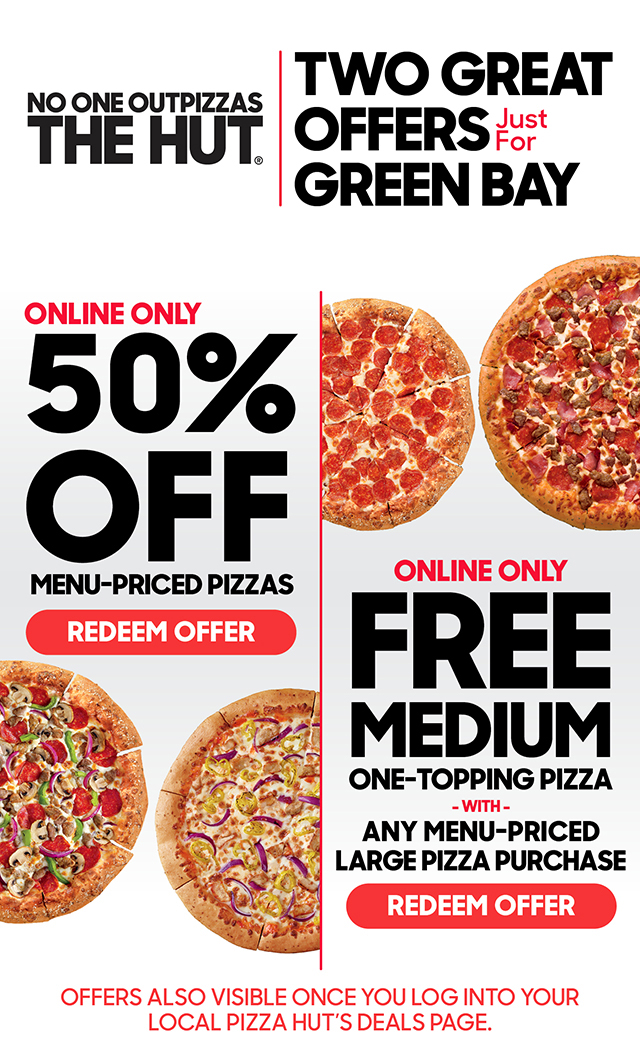 NO ONE OUTPIZZAS
THE HUT®
TWO GREAT
OFFERS Just For
GREEN BAY
ONLINE ONLY
50%
OFF
MENU-PRICED PIZZAS
REDEEM OFFER
ONLINE ONLY
FREE
MEDIUM
ONE-TOPPING PIZZA
- WITH -
ANY MENU-PRICED
LARGE PIZZA PURCHASE
REDEEM OFFER
OFFERS ALSO VISIBLE ONCE YOU LOG INTO YOUR
LOCAL PIZZA HUT'S DEALS PAGE.